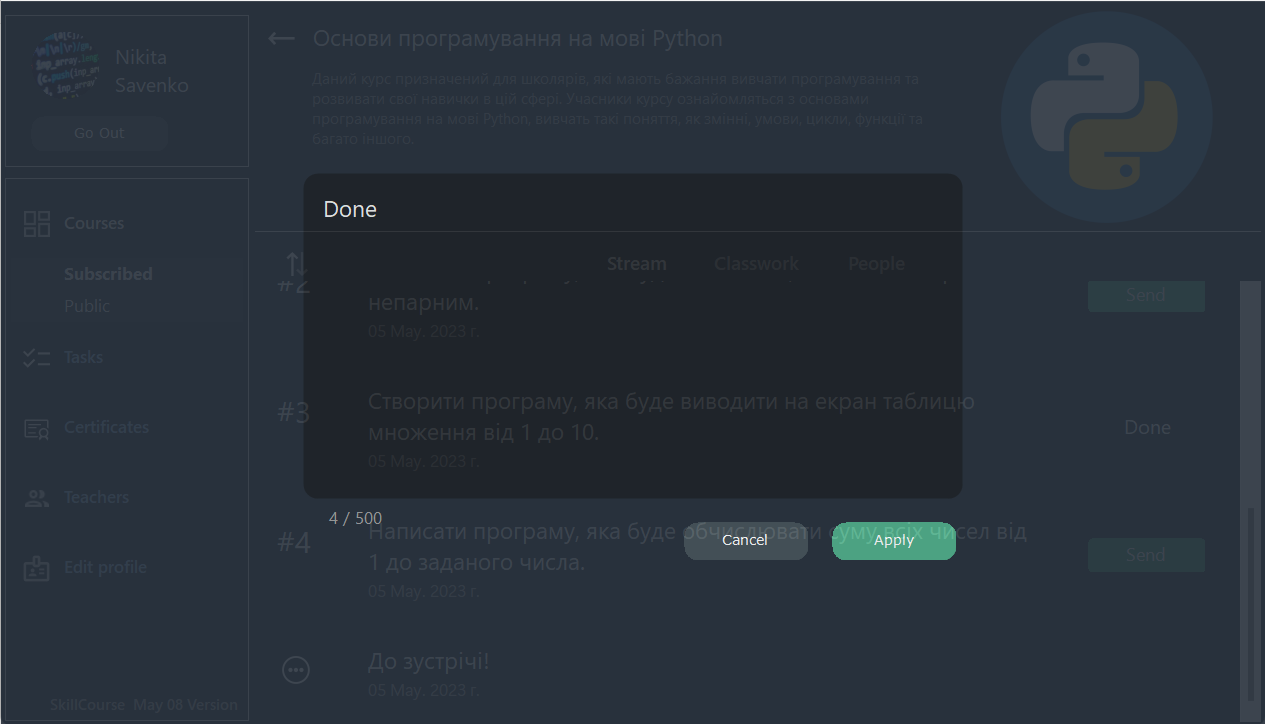 Nikita
Savenko
Go Out
Courses
Subscribed
Public
Tasks
Certificates
Teachers
Edit profile
SkillCourse May 08 Version
Основи програмування на мові Python
Даний курс призначений для школярів, які мають бажання вивчати програмування та
розвивати свої навички в цій сфері. Учасники курсу ознайомляться з основами
програмування на мові Python, вивчать такі поняття, як змінні, умови, цикли, функції та
багато іншого.
Done
Stream Classwork People
#2
непарним.
05 May. 2023 г.
Send
#3
Створити програму, яка буде виводити на екран таблицю
множення від 1 до 10.
05 May. 2023 г.
Done
4 / 500
#4
Написати програму, яка буде обчислювати суму всіх чисел від
1 до заданого числа.
05 May. 2023 г.
Send
Cancel
Apply
До зустрічі!
05 May. 2023 г.